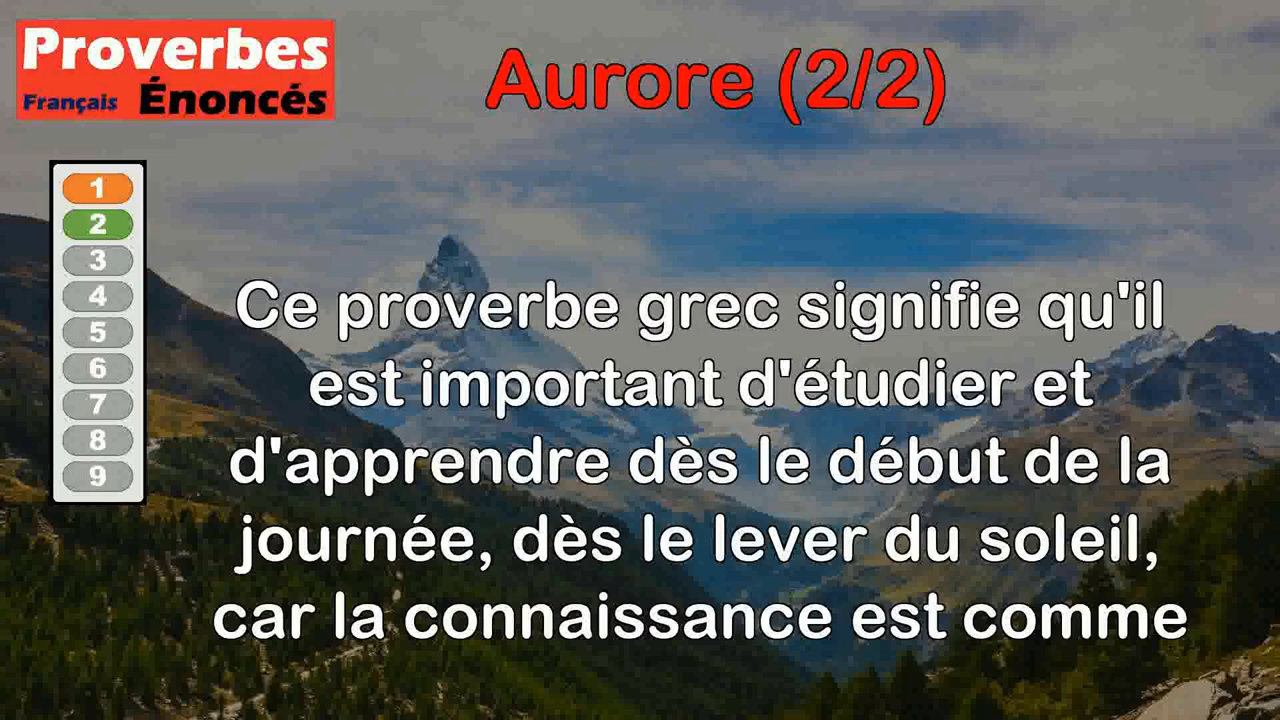 Proverbes
Français Énoncés
Aurore (2/2)
1
2
3
4
5
6
7
8
9
Ce proverbe grec signifie qu'il
est important d'étudier et
d'apprendre dès le début de la
journée, dès le lever du soleil,
car la connaissance est comme